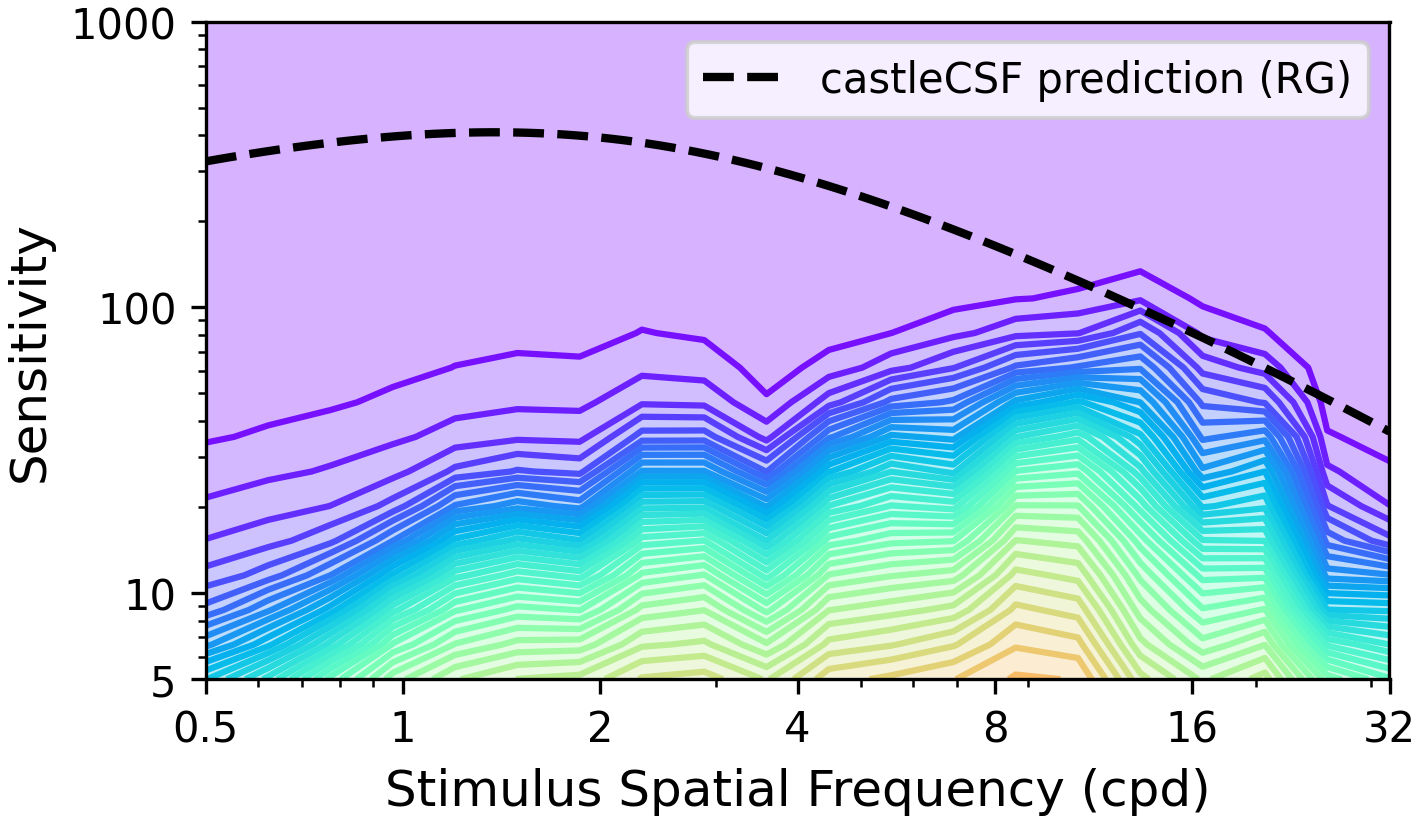 1000
100
10
5
Sensitivity
castleCSF prediction (RG)
0.5 1 2 4 8 16 32
Stimulus Spatial Frequency (cpd)